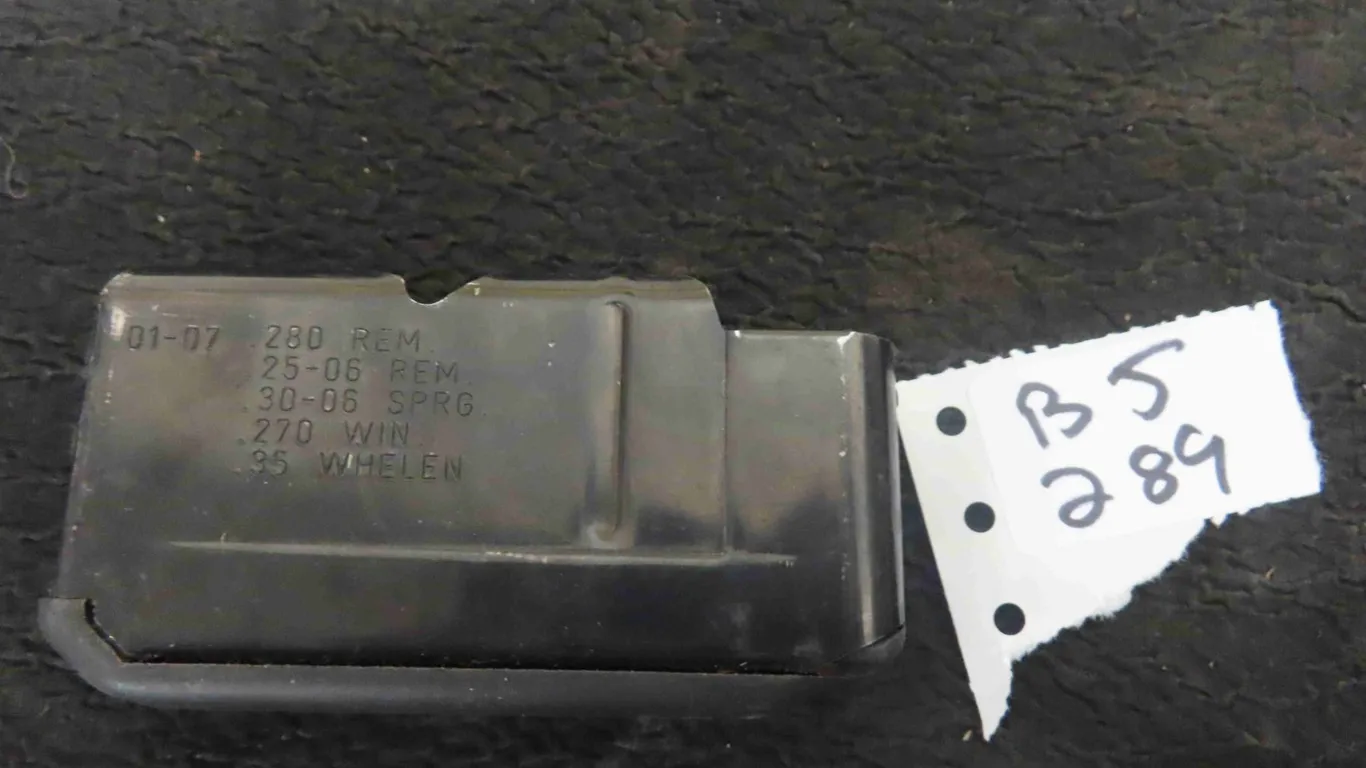 01-07 .280 REM.
25-06 REM.
.30-06 SPRG.
.270 WIN.
.35 WHELEN
B5
289